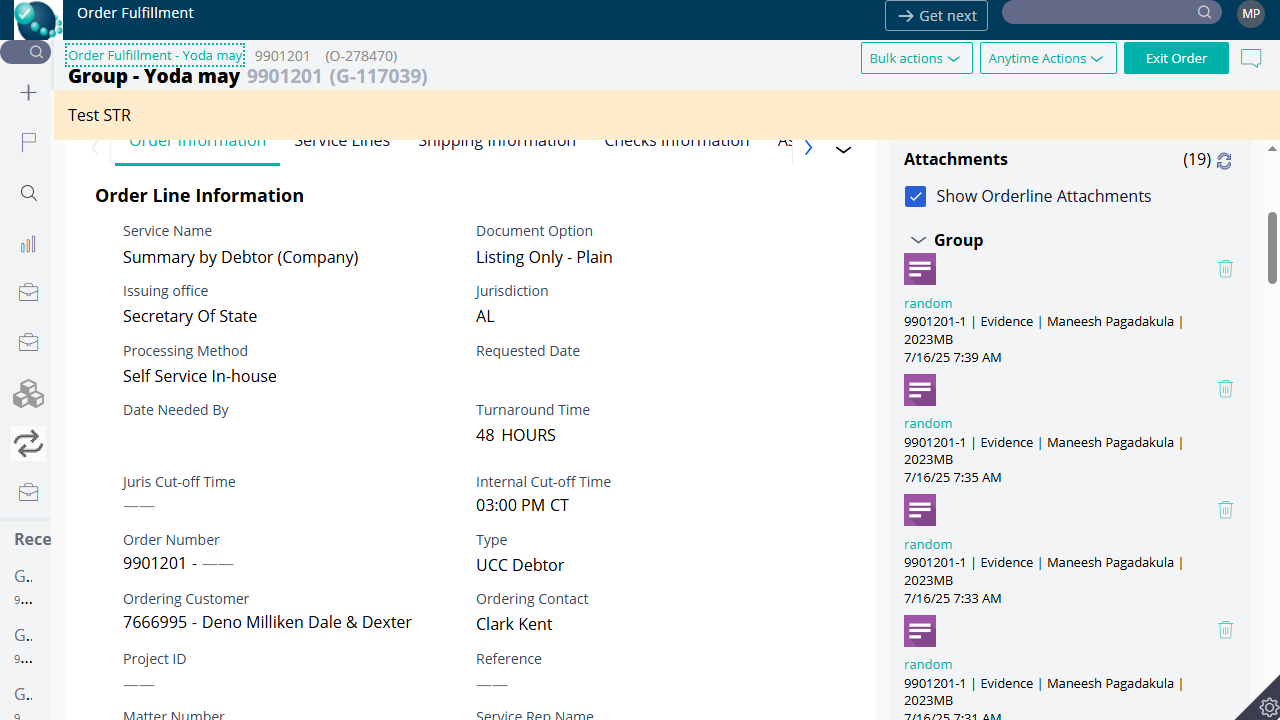 Order Fulfillment
Get next
MP
Order Fulfillment - Yoda may 9901201 (O-278470)
Group - Yoda may 9901201 (G-117039)
Bulk actions
Anytime Actions
Exit Order
Test STR
Order Information
Service Lines
Shipping Information
Checks Information
As
Order Line Information
Service Name
Summary by Debtor (Company)
Document Option
Listing Only - Plain
Issuing office
Secretary Of State
Jurisdiction
AL
Processing Method
Self Service In-house
Requested Date
Date Needed By
Turnaround Time
48 HOURS
Juris Cut-off Time
——
Internal Cut-off Time
03:00 PM CT
Order Number
9901201 - ——
Type
UCC Debtor
Ordering Customer
7666995 - Deno Milliken Dale & Dexter
Ordering Contact
Clark Kent
Project ID
——
Reference
——
Matter Number
Service Rep Name
Attachments (19)
Show Orderline Attachments
Group
random
9901201-1 | Evidence | Maneesh Pagadakula |
2023MB
7/16/25 7:39 AM
random
9901201-1 | Evidence | Maneesh Pagadakula |
2023MB
7/16/25 7:35 AM
random
9901201-1 | Evidence | Maneesh Pagadakula |
2023MB
7/16/25 7:33 AM
random
9901201-1 | Evidence | Maneesh Pagadakula |
2023MB
7/16/25 7:31 AM
Rece
G..
9...
G..
9...
G..
9...